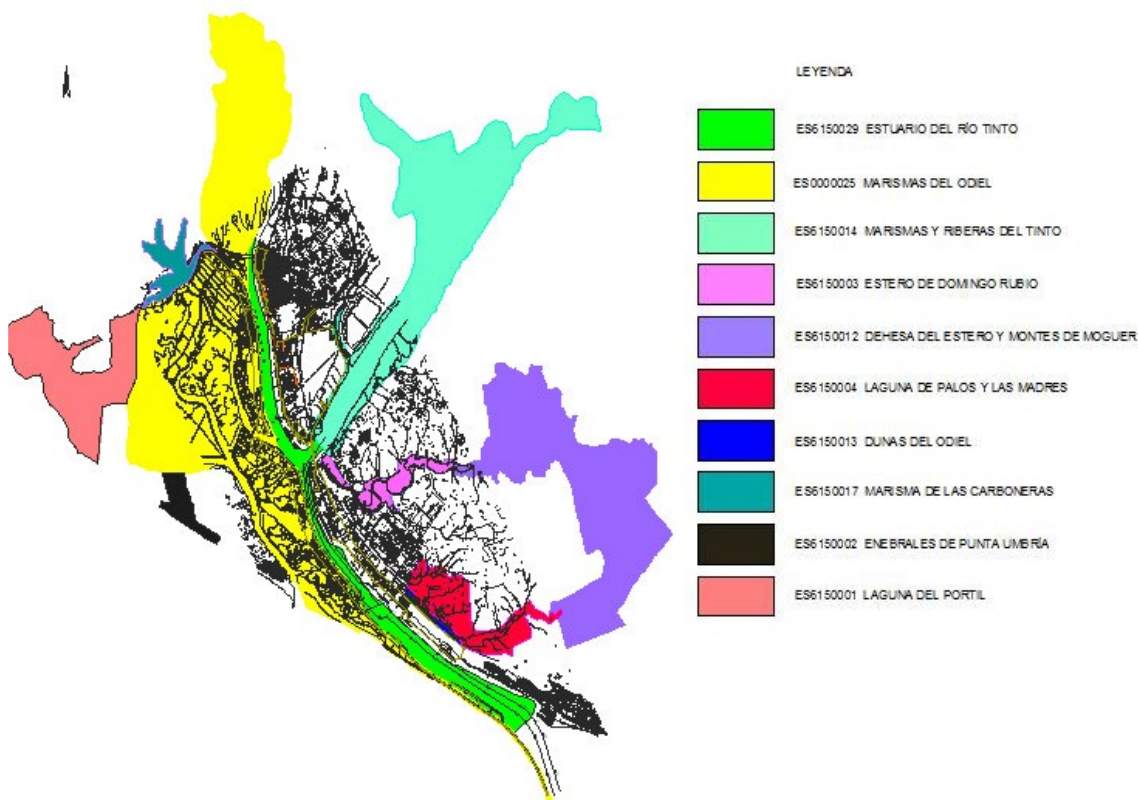 LEYENDA
ES6150029 ESTUARIO DEL RÍO TINTO
ES0000025 MARISMAS DEL ODIEL
ES6150014 MARISMAS Y RIBERAS DEL TINTO
ES6150003 ESTERO DE DOMINGO RUBIO
ES6150012 DEHESA DEL ESTERO Y MONTES DE MOGUER
ES6150004 LAGUNA DE PALOS Y LAS MADRES
ES6150013 DUNAS DEL ODIEL
ES6150017 MARISMA DE LAS CARBONERAS
ES6150002 ENEBRALES DE PUNTA UMBRÍA
ES6150001 LAGUNA DEL PORTIL